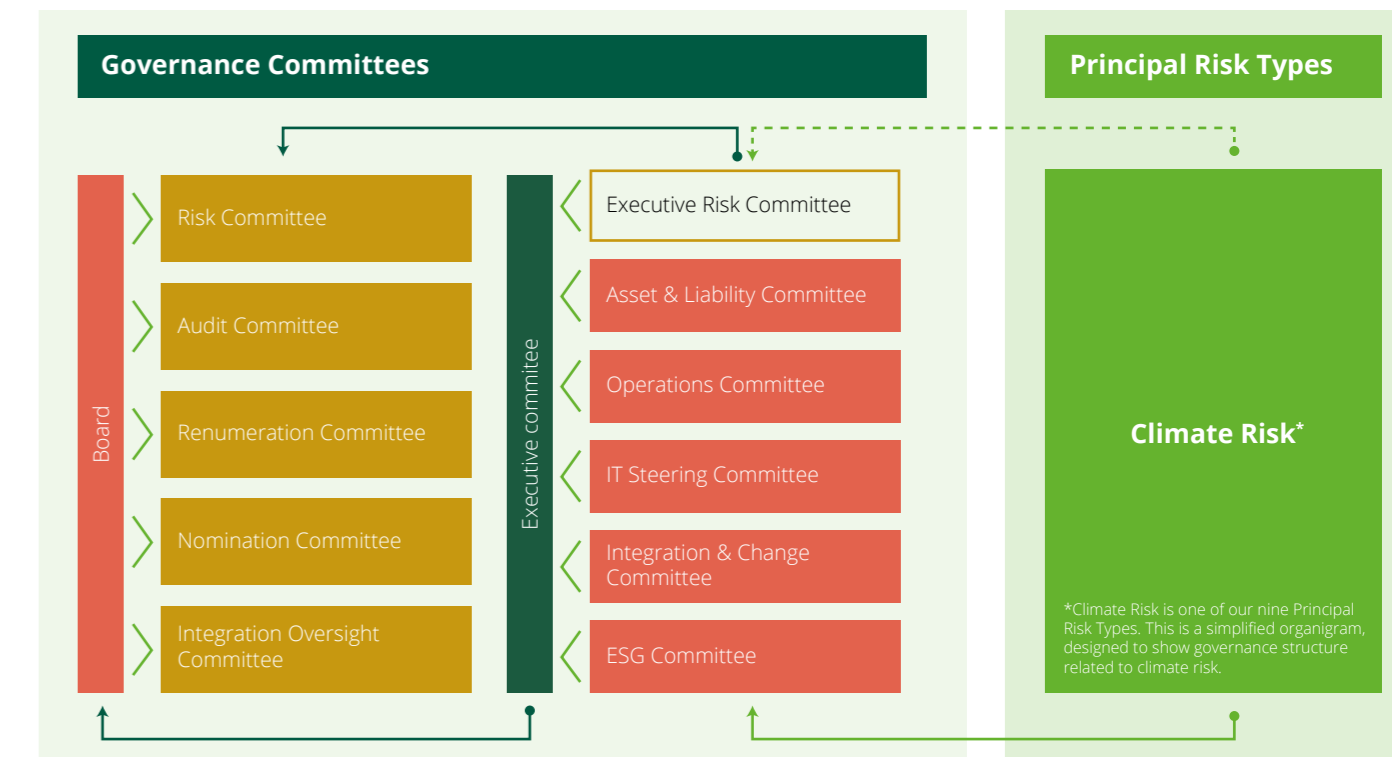 Governance Committees
Principal Risk Types
Board
Risk Committee
Audit Committee
Renumeration Committee
Nomination Committee
Integration Oversight
Committee
Executive commitee
Executive Risk Committee
Asset & Liability Committee
Operations Committee
IT Steering Committee
Integration & Change
Committee
ESG Committee
Climate Risk*
*Climate Risk is one of our nine Principal
Risk Types. This is a simplified organigram,
designed to show governance structure
related to climate risk.